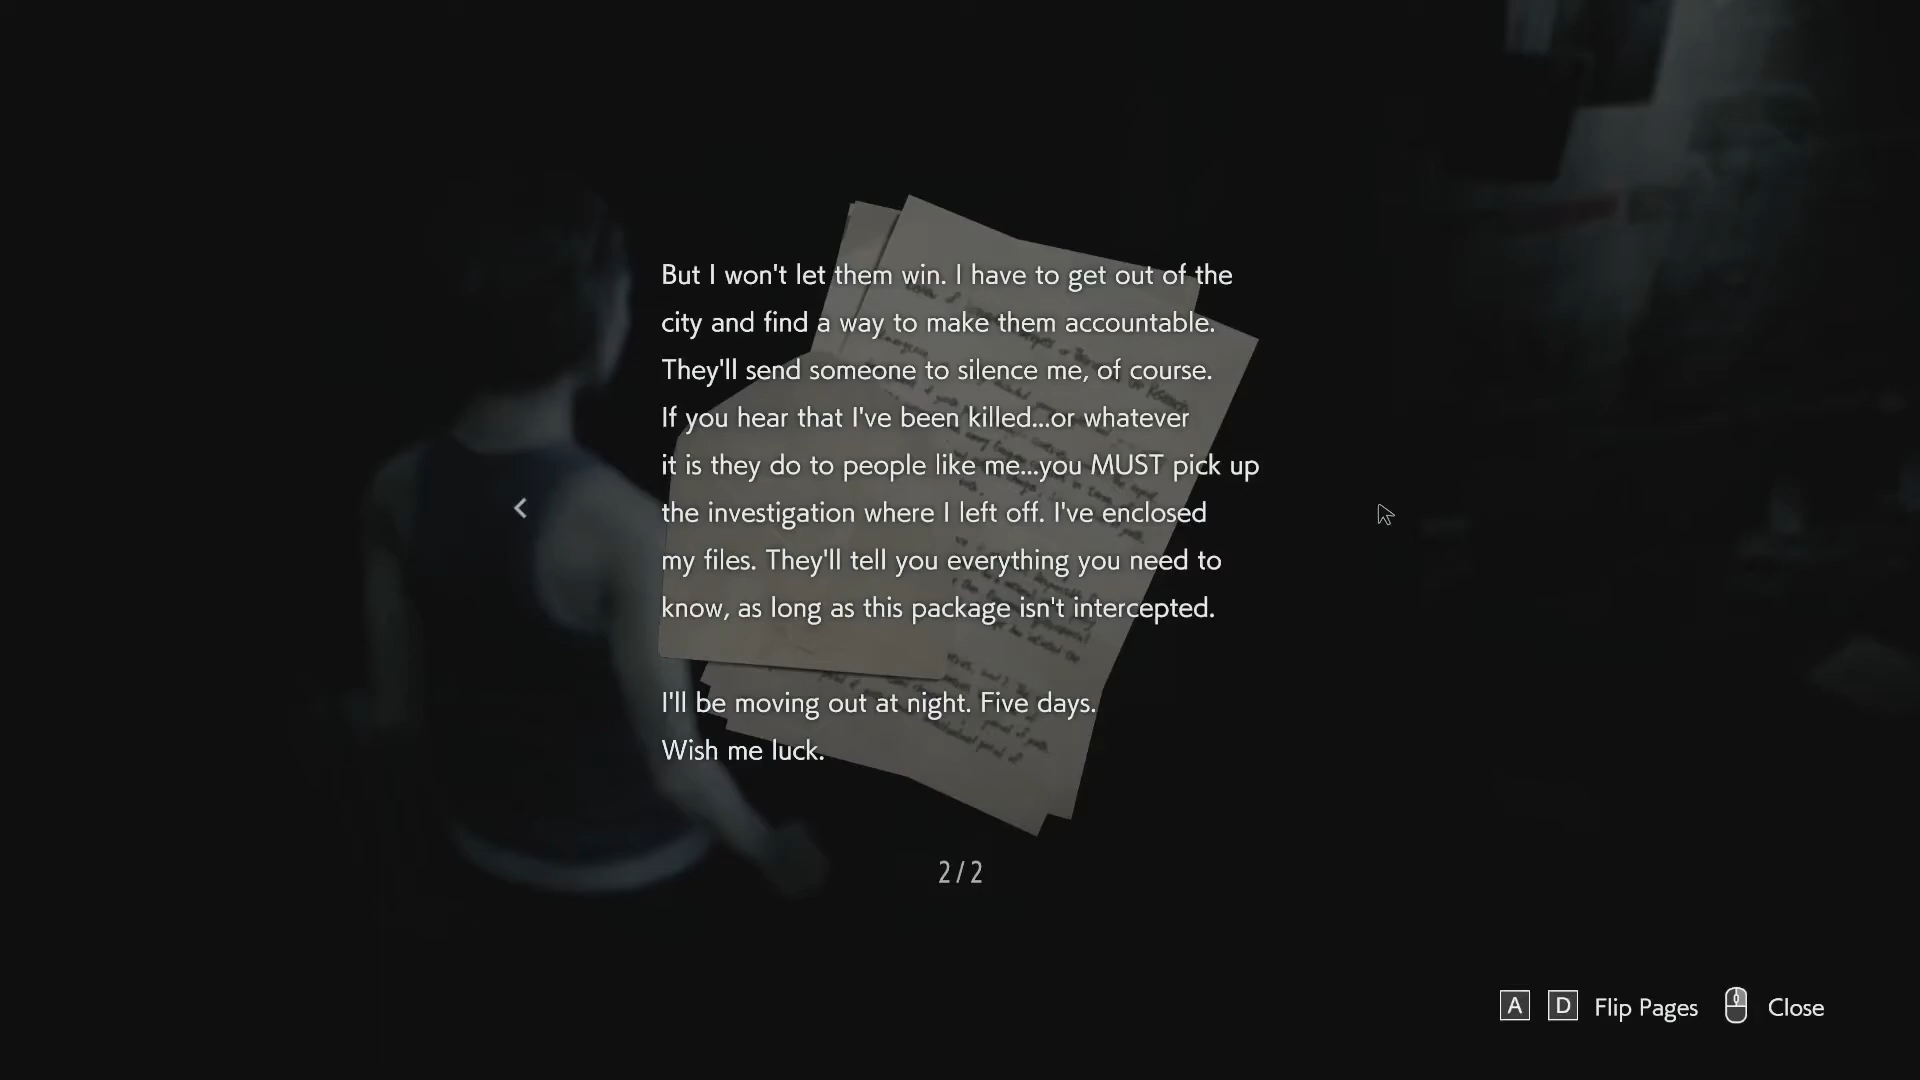 But I won't let them win. I have to get out of the
city and find a way to make them accountable.
They'll send someone to silence me, of course.
If you hear that I've been killed...or whatever
it is they do to people like me...you MUST pick up
the investigation where I left off. I've enclosed
my files. They'll tell you everything you need to
know, as long as this package isn't intercepted.
I'll be moving out at night. Five days.
Wish me luck.
2 / 2
A D Flip Pages Close